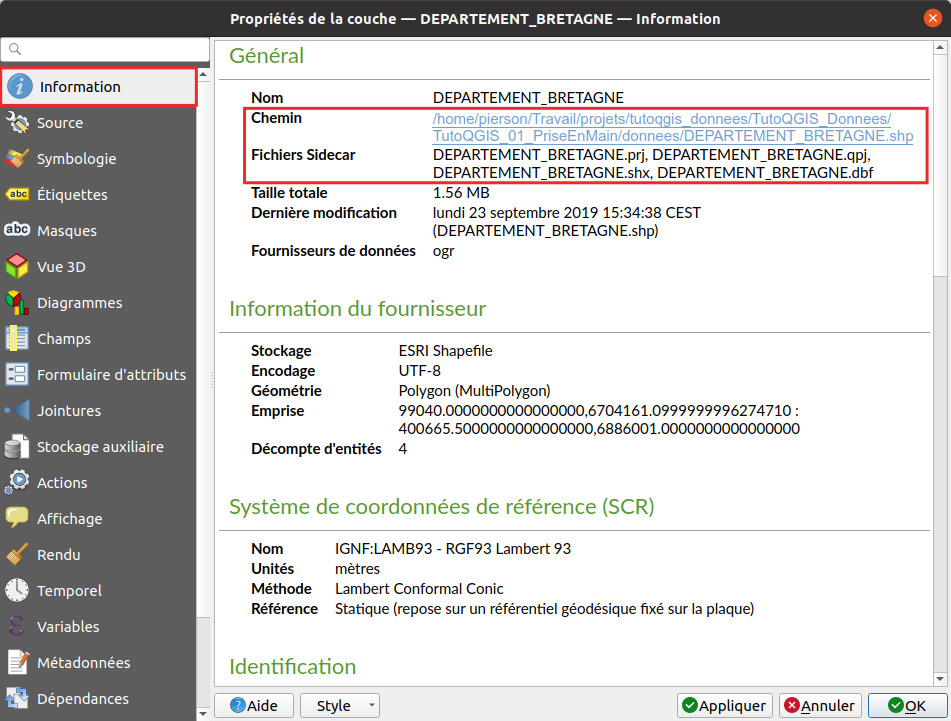 Propriétés de la couche — DEPARTEMENT_BRETAGNE — Information
Information
Source
Symbologie
abc Étiquettes
abc Masques
Vue 3D
Diagrammes
Champs
Formulaire d'attributs
Jointures
Stockage auxiliaire
Actions
Affichage
Rendu
Temporel
Variables
Métadonnées
Dépendances
Général
Nom DEPARTEMENT_BRETAGNE
Chemin /home/pierson/Travail/projets/tutoqgis_donnees/TutoQGIS_Donnees/
TutoQGIS_01_PriseEnMain/donnees/DEPARTEMENT_BRETAGNE.shp
Fichiers Sidecar DEPARTEMENT_BRETAGNE.prj, DEPARTEMENT_BRETAGNE.qpj,
DEPARTEMENT_BRETAGNE.shx, DEPARTEMENT_BRETAGNE.dbf
Taille totale 1.56 MB
Dernière modification lundi 23 septembre 2019 15:34:38 CEST
(DEPARTEMENT_BRETAGNE.shp)
Fournisseurs de données ogr
Information du fournisseur
Stockage ESRI Shapefile
Encodage UTF-8
Géométrie Polygon (MultiPolygon)
Emprise 99040.0000000000000000,6704161.0999999996274710 :
400665.5000000000000000,6886001.0000000000000000
Décompte d'entités 4
Système de coordonnées de référence (SCR)
Nom IGNF:LAMB93 - RGF93 Lambert 93
Unités mètres
Méthode Lambert Conformal Conic
Référence Statique (repose sur un référentiel géodésique fixé sur la plaque)
Identification
Aide
Style
Appliquer
Annuler
OK